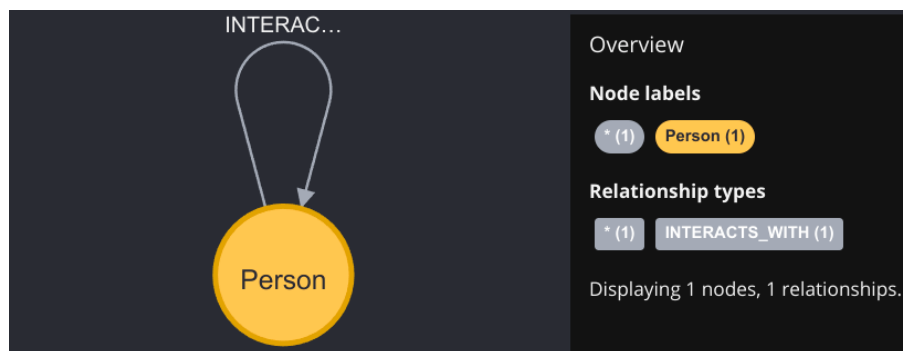 INTERAC...
Person
Overview
Node labels
* (1) Person (1)
Relationship types
* (1) INTERACTS_WITH (1)
Displaying 1 nodes, 1 relationships.